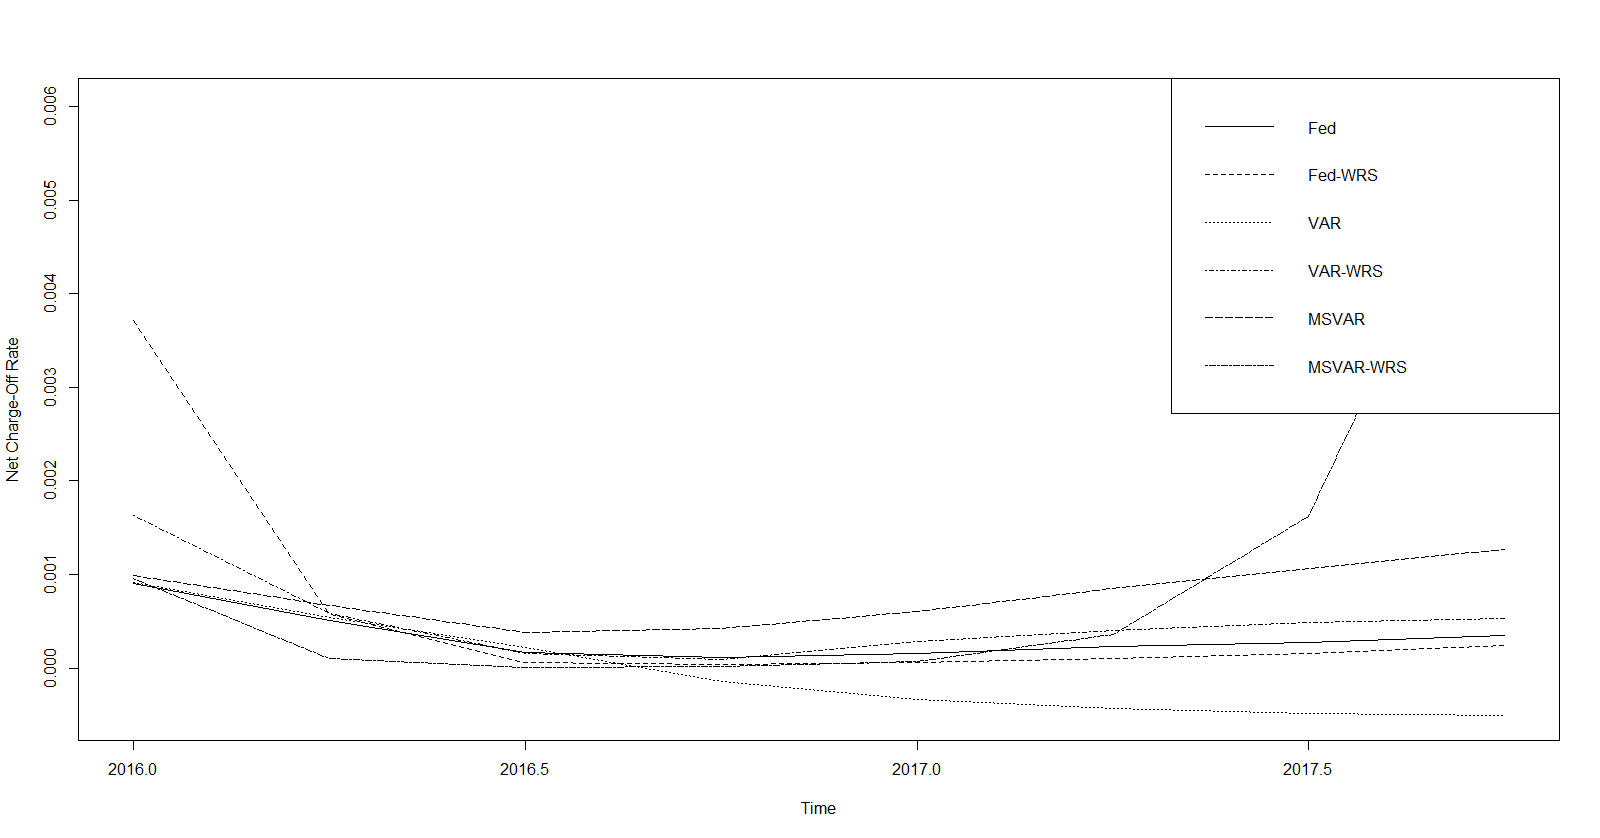 0.006
0.005
0.004
0.003
0.002
0.001
0.000
Net Charge-Off Rate
Fed
Fed-WRS
VAR
VAR-WRS
MSVAR
MSVAR-WRS
2016.0
2016.5
2017.0
2017.5
Time